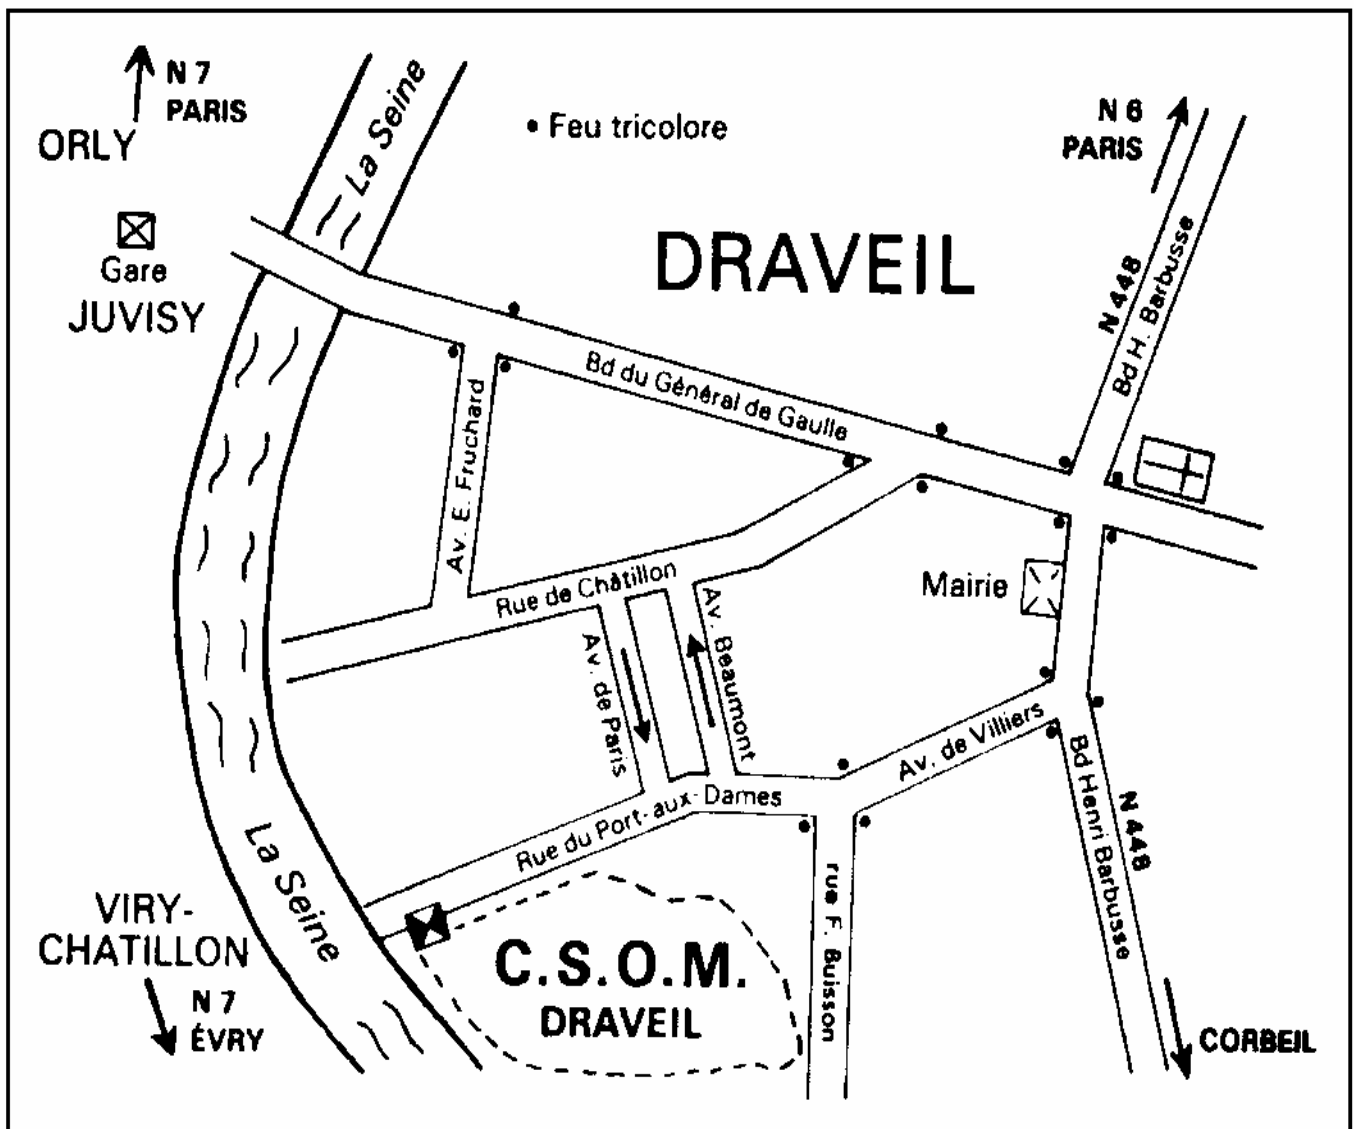 N 7
PARIS
ORLY
La Seine
• Feu tricolore
N 6
PARIS
DRAVEIL
Gare
JUVISY
N 448
Bd H. Barbusse
Bd du Général de Gaulle
Av. E. Fruchard
Rue de Châtillon
Mairie
Av. de Paris
Av. Beaumont
Av. de Villiers
Rue du Port-aux-Dames
Bd Henri Barbusse
N 448
La Seine
rue F. Buisson
VIRY-
CHATILLON
N 7
ÉVRY
C.S.O.M.
DRAVEIL
CORBEIL